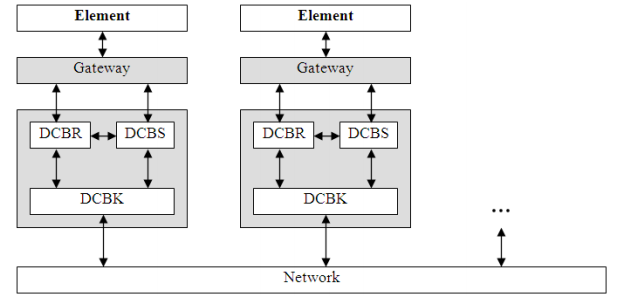 Element Element
Gateway Gateway
DCBR DCBS DCBR DCBS
DCBK DCBK
...
Network